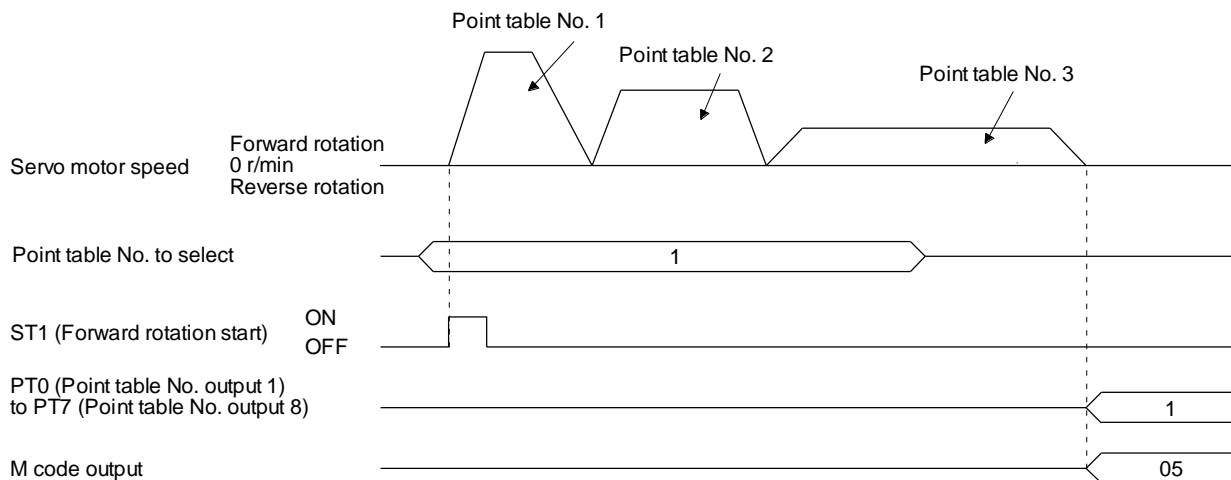 Point table No. 1
Point table No. 2
Point table No. 3
Servo motor speed
Forward rotation
0 r/min
Reverse rotation
Point table No. to select
1
ST1 (Forward rotation start)
ON
OFF
PT0 (Point table No. output 1)
to PT7 (Point table No. output 8)
1
M code output
05